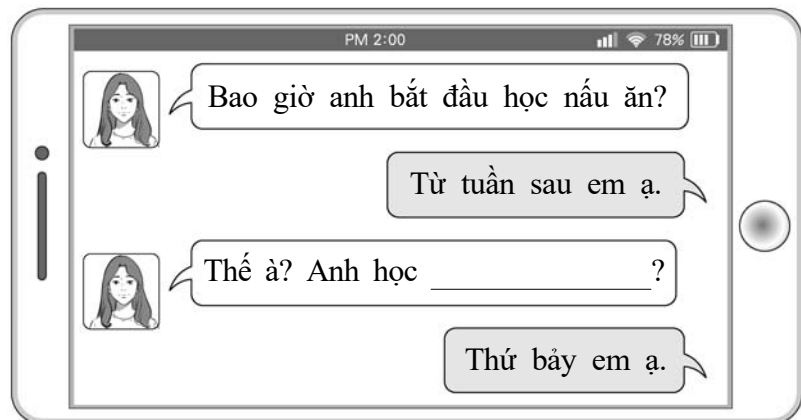 PM 2:00 78%
Bao giờ anh bắt đầu học nấu ăn?
Từ tuần sau em ạ.
Thế à? Anh học ____________?
Thứ bảy em ạ.